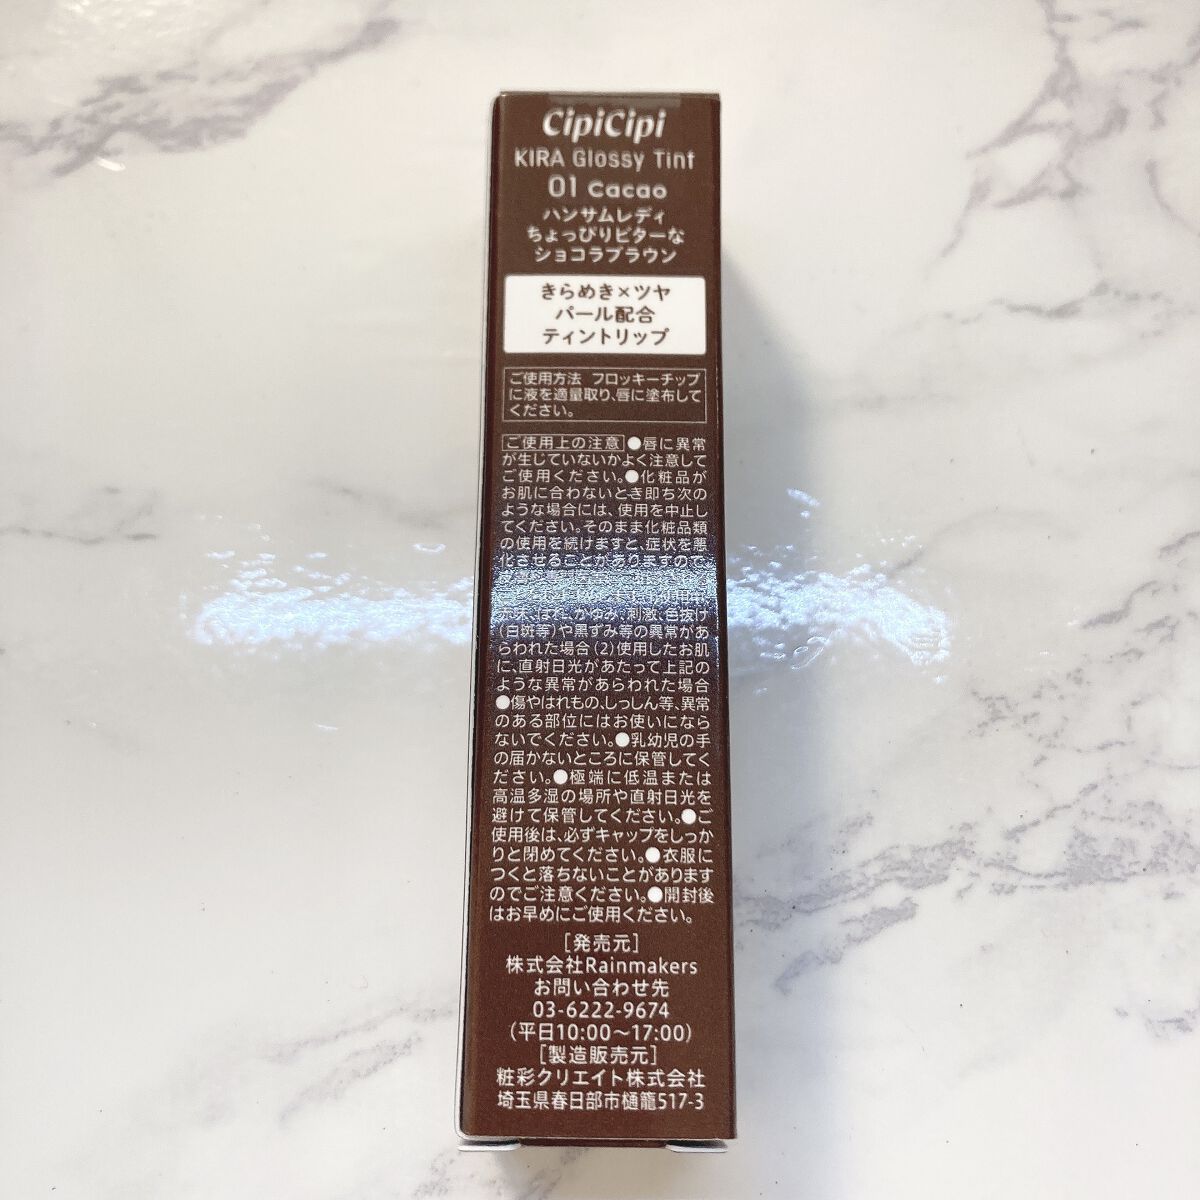 CipiCipi
KIRA Glossy Tint
01 Cacao
ハンサムレディ
ちょっぴりビターな
ショコラブラウン
きらめき×ツヤ
パール配合
ティントリップ
ご使用方法 フロッキーチップ
に液を適量取り、唇に塗布して
ください。
ご使用上の注意 ●唇に異常
が生じていないかよく注意して
ご使用ください。●化粧品が
お肌に合わないとき即ち次の
ような場合には、使用を中止し
てください。そのまま化粧品類
の使用を続けますと、症状を悪
化させることがありますので
赤み、はれ、かゆみ、刺激、色抜け
(白斑等)や黒ずみ等の異常があ
らわれた場合(2)使用したお肌
に、直射日光があたって上記の
ような異常があらわれた場合
●傷やはれもの、しっしん等、異常
のある部位にはお使いになら
ないでください。●乳幼児の手
の届かないところに保管してく
ださい。●極端に低温または
高温多湿の場所や直射日光を
避けて保管してください。●ご
使用後は、必ずキャップをしっか
りと閉めてください。●衣服に
つくと落ちないことがあります
のでご注意ください。●開封後
はお早めにご使用ください。
[発売元]
株式会社Rainmakers
お問い合わせ先
03-6222-9674
(平日10:00～17:00)
[製造販売元]
粧彩クリエイト株式会社
埼玉県春日部市樋籠517-3